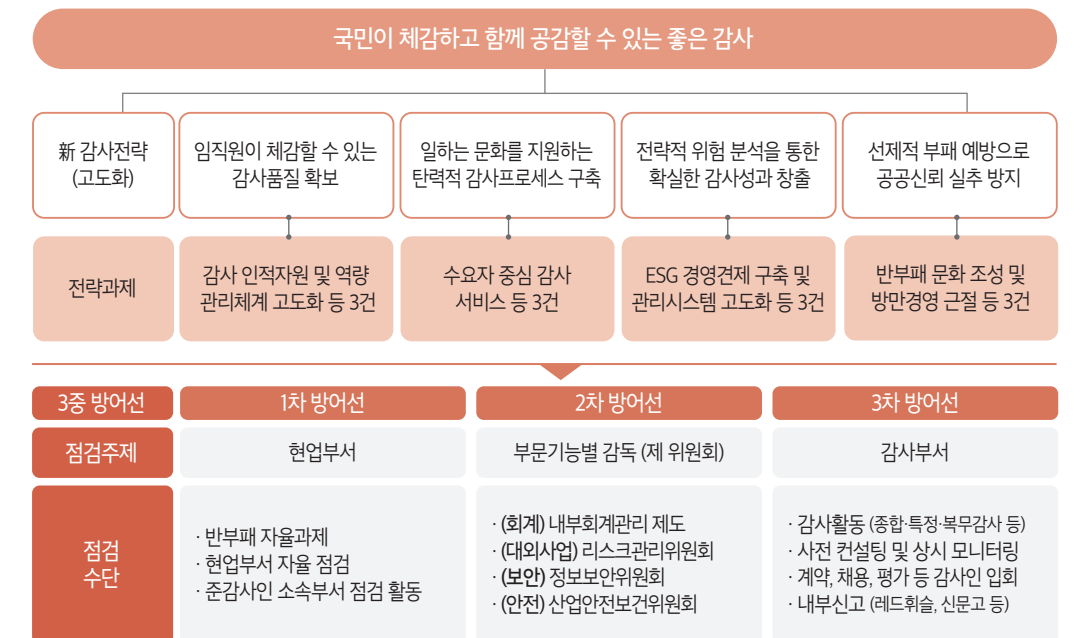 국민이 체감하고 함께 공감할 수 있는 좋은 감사
新 감사전략
(고도화)
임직원이 체감할 수 있는
감사품질 확보
일하는 문화를 지원하는
탄력적 감사프로세스 구축
전략적 위험 분석을 통한
확실한 감사성과 창출
선제적 부패 예방으로
공공신뢰 실추 방지
전략과제
감사 인적자원 및 역량
관리체계 고도화 등 3건
수요자 중심 감사
서비스 등 3건
ESG 경영견제 구축 및
관리시스템 고도화 등 3건
반부패 문화 조성 및
방만경영 근절 등 3건
3중 방어선
1차 방어선
2차 방어선
3차 방어선
점검주제
현업부서
부문기능별 감독 (제 위원회)
감사부서
점검
수단
· 반부패 자율과제
· 현업부서 자율 점검
· 준감사인 소속부서 점검 활동
· (회계) 내부회계관리 제도
· (대외사업) 리스크관리위원회
· (보안) 정보보안위원회
· (안전) 산업안전보건위원회
· 감사활동 (종합·특정·복무감사 등)
· 사전 컨설팅 및 상시 모니터링
· 계약, 채용, 평가 등 감사인 입회
· 내부신고 (레드휘슬, 신문고 등)